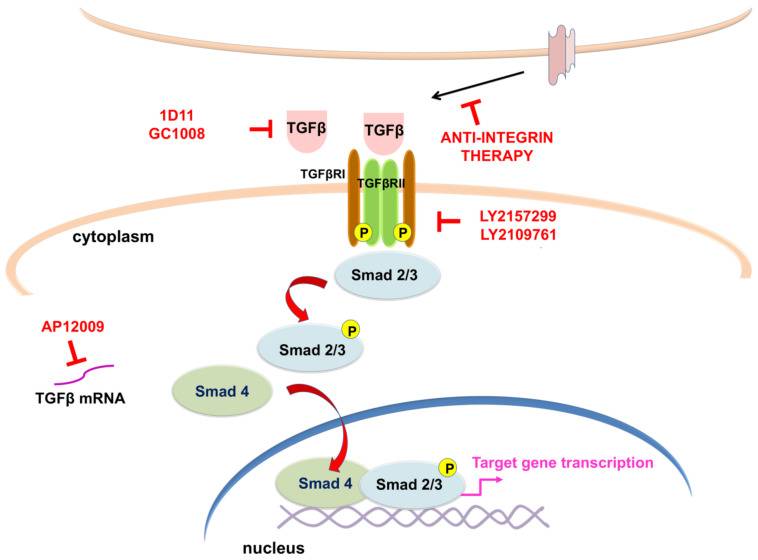 1D11
GC1008
TGFβ
TGFβ
ANTI-INTEGRIN
THERAPY
TGFβRI
TGFβRII
LY2157299
LY2109761
P
P
cytoplasm
Smad 2/3
AP12009
P
Smad 2/3
TGFβ mRNA
Smad 4
P
Target gene transcription
Smad 4
Smad 2/3
nucleus